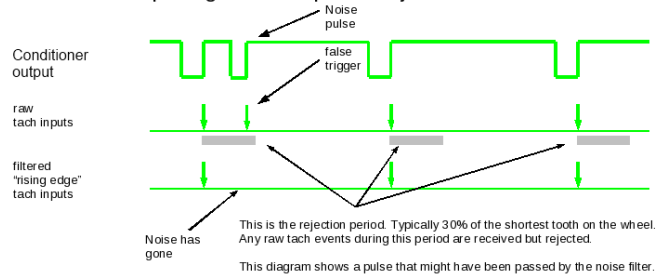 Noise
pulse
Conditioner
output
false
trigger
raw
tach inputs
filtered
"rising edge"
tach inputs
Noise has
gone
This is the rejection period. Typically 30% of the shortest tooth on the wheel.
Any raw tach events during this period are received but rejected.
This diagram shows a pulse that might have been passed by the noise filter.